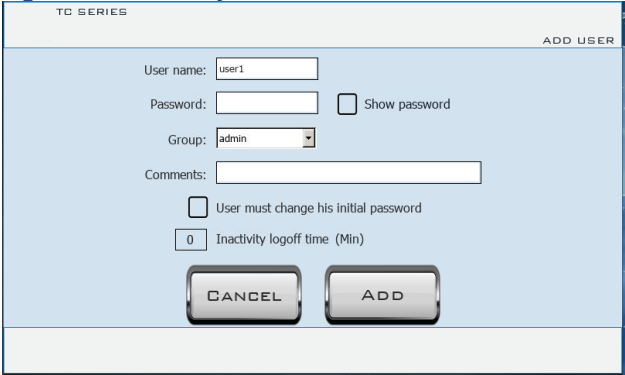 TC SERIES
ADD USER
User name: user1
Password: Show password
Group: admin
Comments:
User must change his initial password
0 Inactivity logoff time (Min)
CANCEL ADD